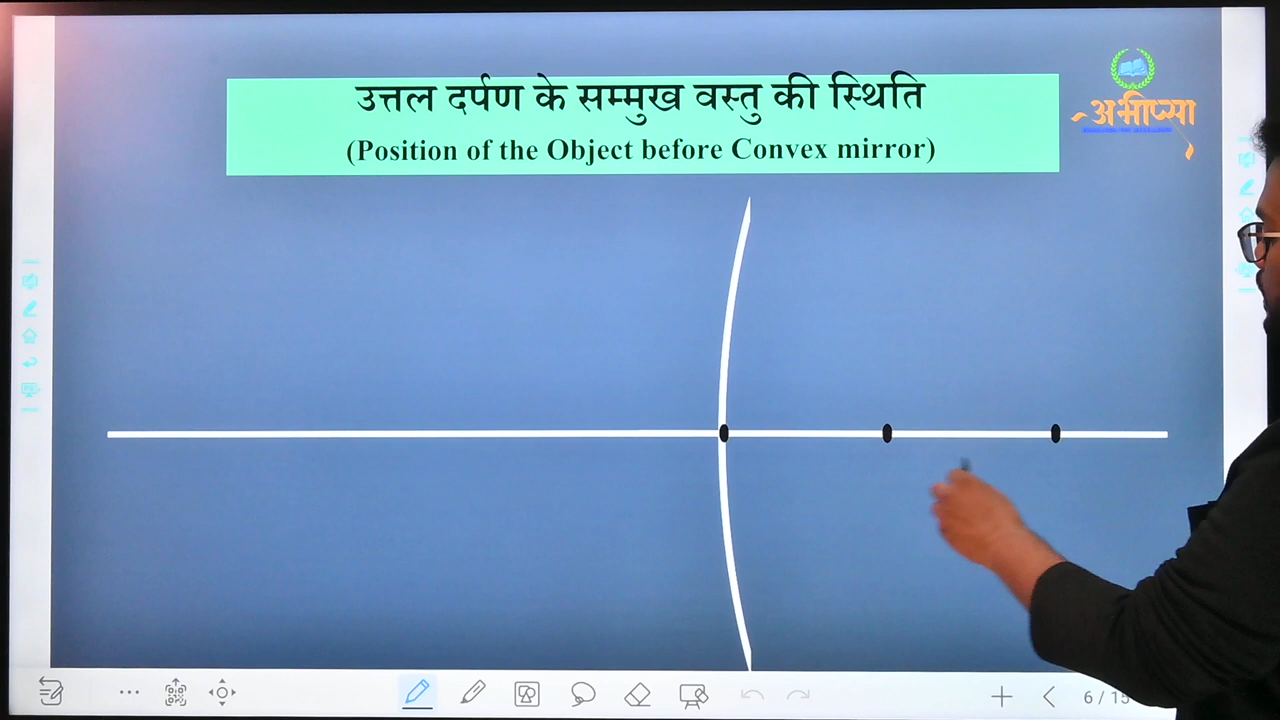 उत्तल दर्पण के सम्मुख वस्तु की स्थिति
(Position of the Object before Convex mirror)
अभीप्सा
6 / 15